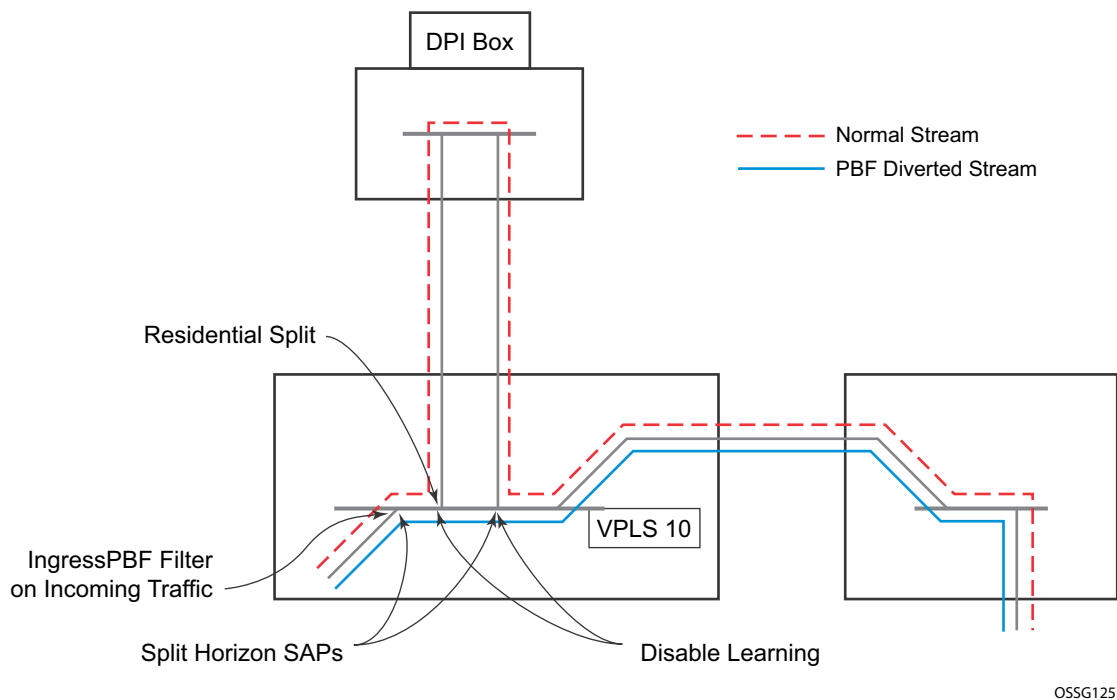 DPI Box
Normal Stream
PBF Diverted Stream
Residential Split
VPLS 10
IngressPBF Filter
on Incoming Traffic
Split Horizon SAPs
Disable Learning
OSSG125